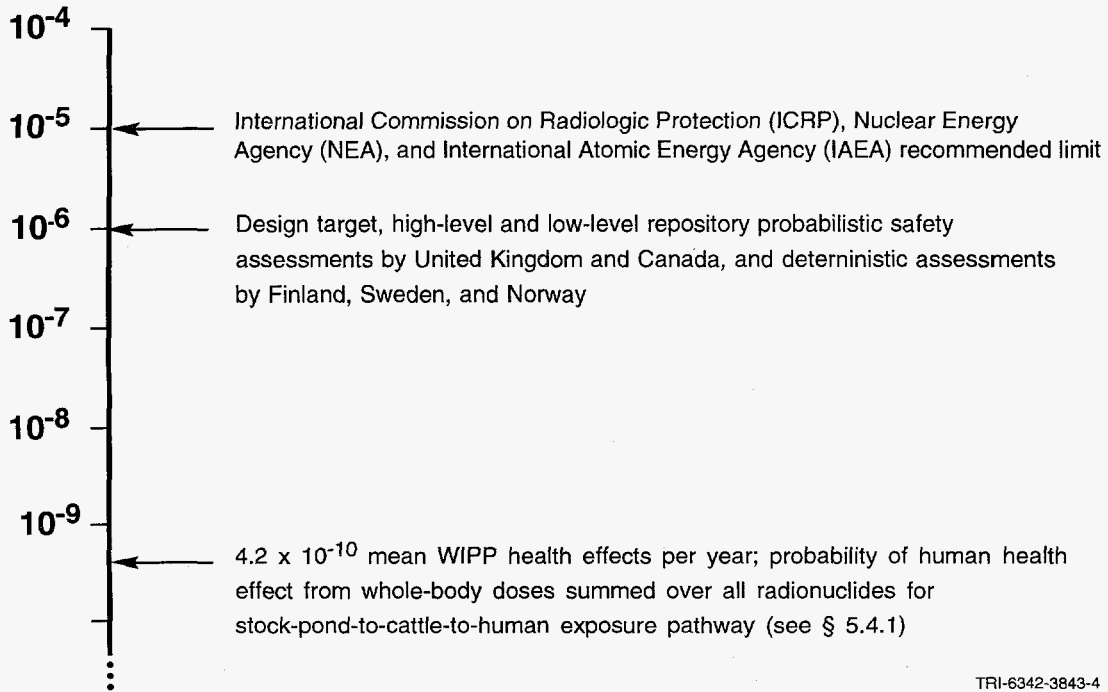 10⁻⁴
10⁻⁵
International Commission on Radiologic Protection (ICRP), Nuclear Energy
Agency (NEA), and International Atomic Energy Agency (IAEA) recommended limit
10⁻⁶
Design target, high-level and low-level repository probabilistic safety
assessments by United Kingdom and Canada, and deterninistic assessments
by Finland, Sweden, and Norway
10⁻⁷
10⁻⁸
10⁻⁹
4.2 x 10⁻¹⁰ mean WIPP health effects per year; probability of human health
effect from whole-body doses summed over all radionuclides for
stock-pond-to-cattle-to-human exposure pathway (see § 5.4.1)
TRI-6342-3843-4